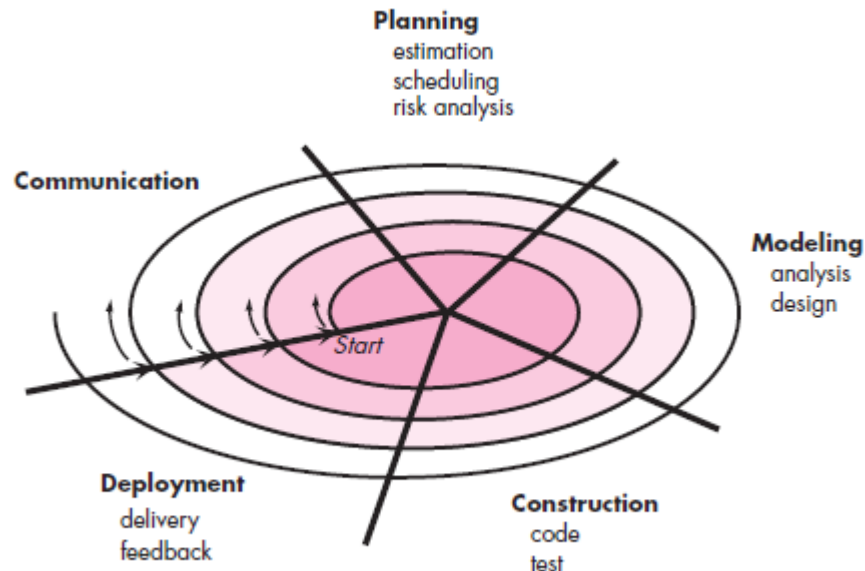 Planning
estimation
scheduling
risk analysis
Communication
Modeling
analysis
design
Start
Deployment
delivery
feedback
Construction
code
test